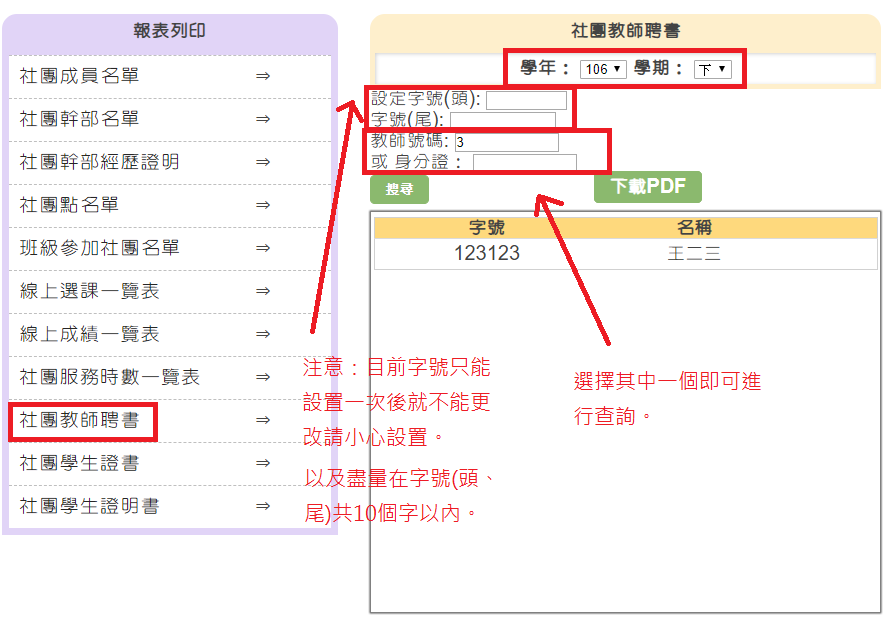 報表列印
社團成員名單 ⇒
社團幹部名單 ⇒
社團幹部經歷證明 ⇒
社團點名單 ⇒
班級參加社團名單 ⇒
線上選課一覽表 ⇒
線上成績一覽表 ⇒
社團服務時數一覽表 ⇒
社團教師聘書 ⇒
社團學生證書 ⇒
社團學生證明書 ⇒
社團教師聘書
學年： 106 ▼ 學期： 下 ▼
設定字號(頭):
字號(尾):
教師號碼: 3
或 身分證：
搜尋 下載PDF
字號 名稱
123123 王二三
注意：目前字號只能
設置一次後就不能更
改請小心設置。
以及盡量在字號(頭、
尾)共10個字以內。
選擇其中一個即可進
行查詢。